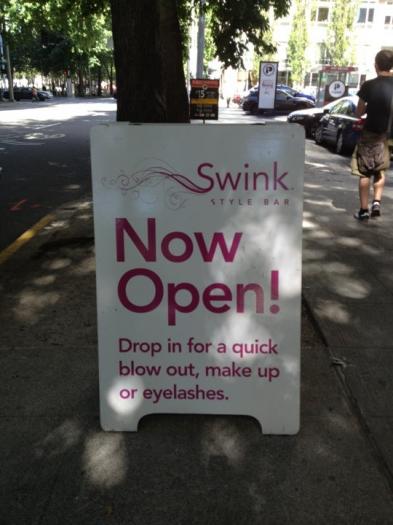 Swink
STYLE BAR
Now
Open!
Drop in for a quick
blow out, make up
or eyelashes.